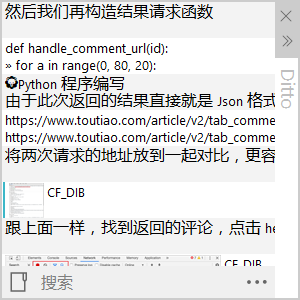 然后我们再构造结果请求函数
def handle_comment_url(id):
» for a in range(0, 80, 20):
Python 程序编写
由于此次返回的结果直接就是 Json 格式
https://www.toutiao.com/article/v2/tab_comme
https://www.toutiao.com/article/v2/tab_comme
将两次请求的地址放到一起对比，更容
CF_DIB
跟上面一样，找到返回的评论，点击 he
CF_DIB
搜索
Ditto